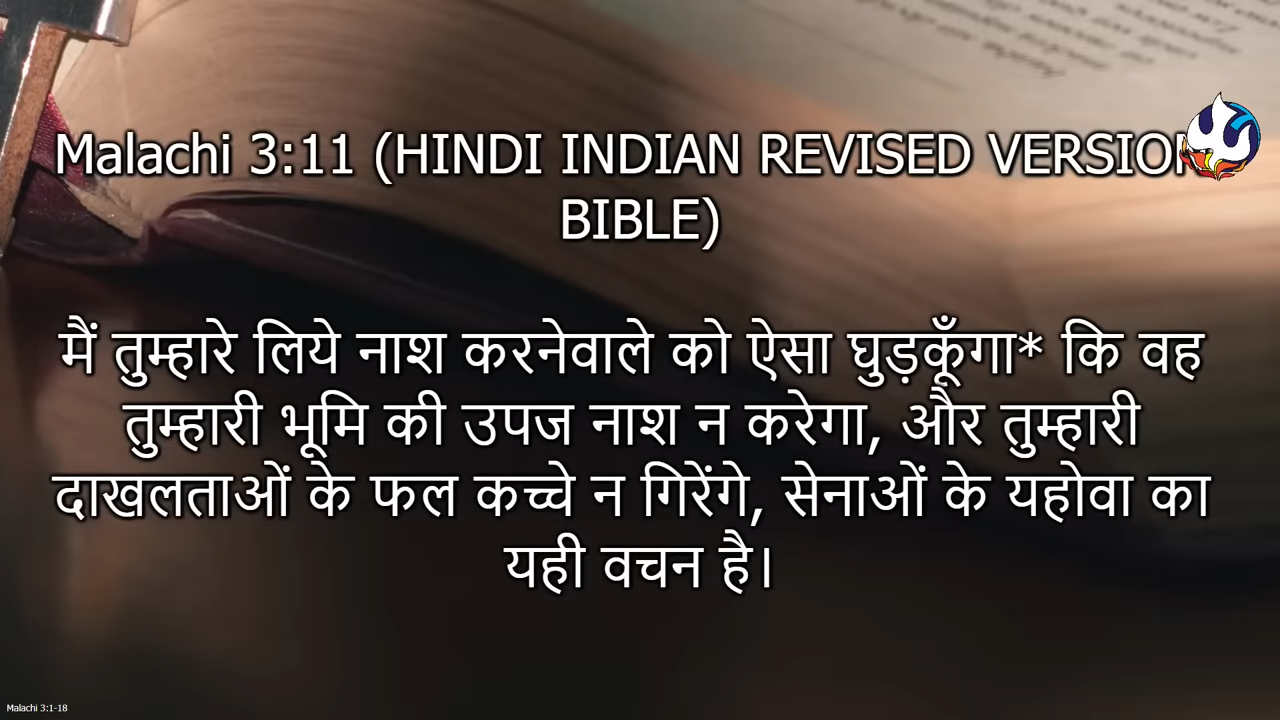 Malachi 3:11 (HINDI INDIAN REVISED VERSION
BIBLE)
मैं तुम्हारे लिये नाश करनेवाले को ऐसा घुड़कूँगा* कि वह
तुम्हारी भूमि की उपज नाश न करेगा, और तुम्हारी
दाखलताओं के फल कच्चे न गिरेंगे, सेनाओं के यहोवा का
यही वचन है।
Malachi 3:1-18